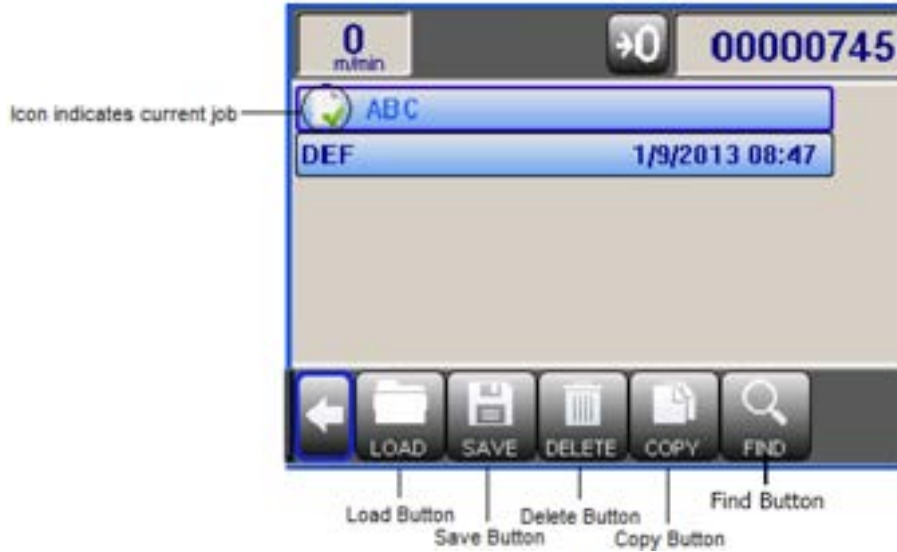 0
m/min
→0
00000745
Icon indicates current job
ABC
DEF 1/9/2013 08:47
LOAD SAVE DELETE COPY FIND
Load Button
Save Button
Delete Button
Copy Button
Find Button